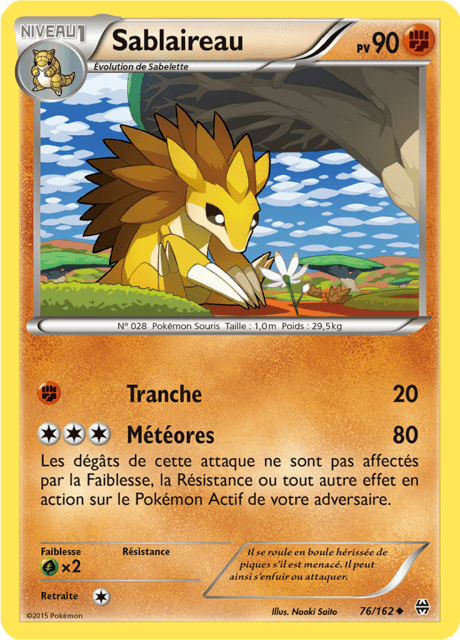 NIVEAU 1
Sablaireau
PV 90
Évolution de Sabelette
N° 028 Pokémon Souris Taille : 1,0m Poids : 29,5kg
Tranche 20
Météores 80
Les dégâts de cette attaque ne sont pas affectés
par la Faiblesse, la Résistance ou tout autre effet en
action sur le Pokémon Actif de votre adversaire.
Faiblesse Résistance
×2
Retraite
Il se roule en boule hérissée de
piques s'il est menacé. Il peut
ainsi s'enfuir ou attaquer.
Illus. Naoki Saito 76/162
©2015 Pokémon